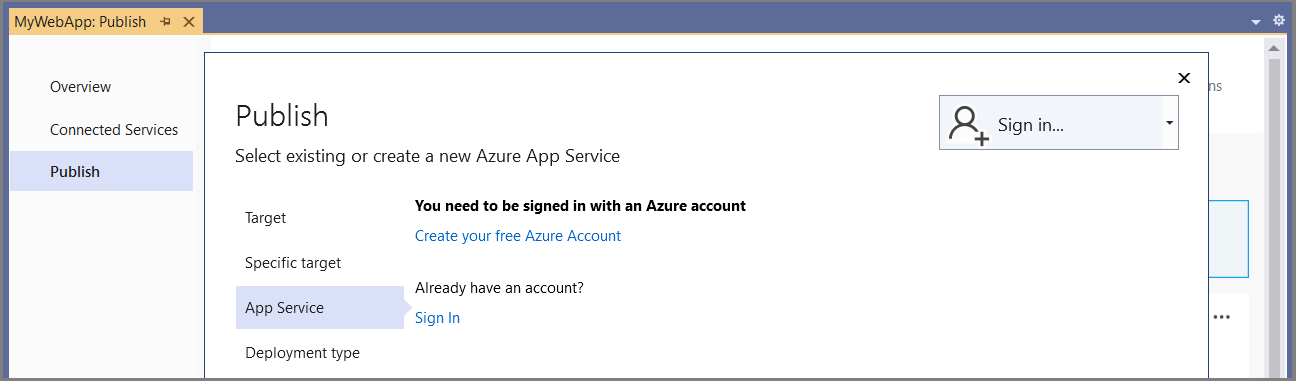 MyWebApp: Publish
Overview
Connected Services
Publish
Publish
Sign in...
Select existing or create a new Azure App Service
Target
Specific target
App Service
Deployment type
You need to be signed in with an Azure account
Create your free Azure Account
Already have an account?
Sign In